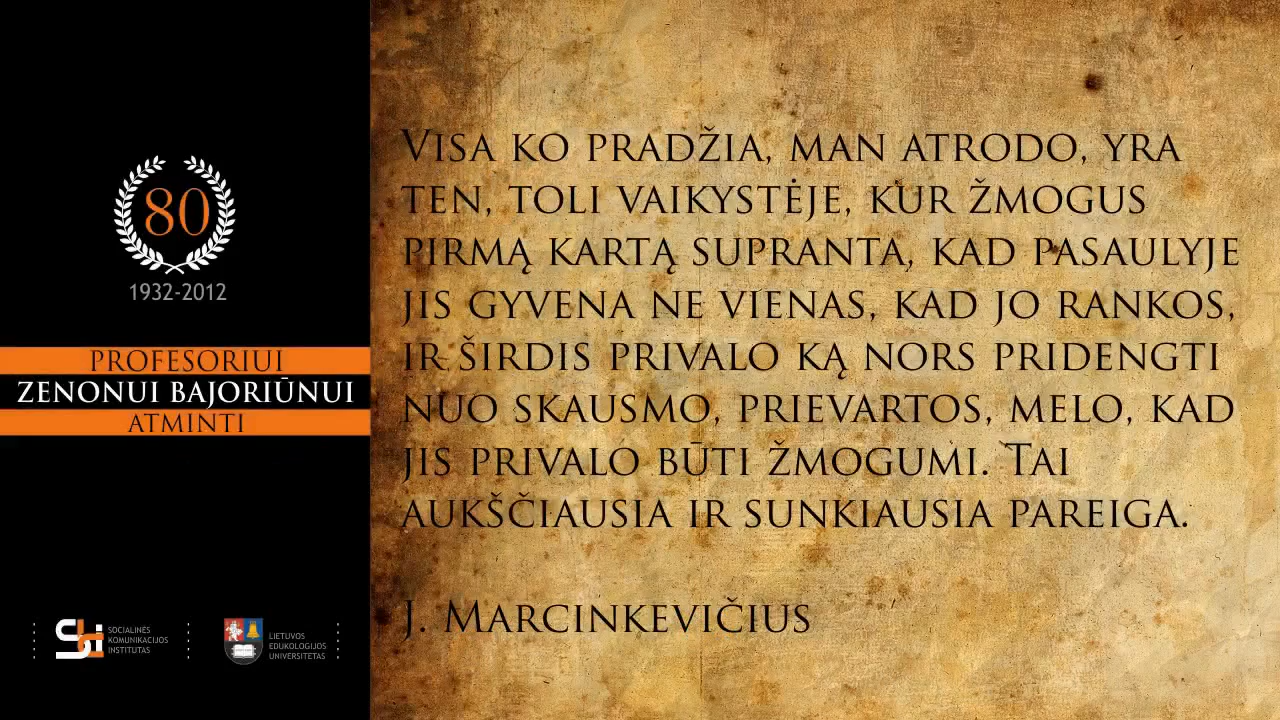 80
1932-2012
PROFESORIUI
ZENONUI BAJORIŪNUI
ATMINTI
SOCIALINĖS
KOMUNIKACIJOS
INSTITUTAS
LIETUVOS
EDUKOLOGIJOS
UNIVERSITETAS
VISA KO PRADŽIA, MAN ATRODO, YRA
TEN, TOLI VAIKYSTĖJE, KUR ŽMOGUS
PIRMĄ KARTĄ SUPRANTA, KAD PASAULYJE
JIS GYVENA NE VIENAS, KAD JO RANKOS,
IR ŠIRDIS PRIVALO KĄ NORS PRIDENGTI
NUO SKAUSMO, PRIEVARTOS, MELO, KAD
JIS PRIVALO BŪTI ŽMOGUMI. TAI
AUKŠČIAUSIA IR SUNKIAUSIA PAREIGA.
J. MARCINKEVIČIUS